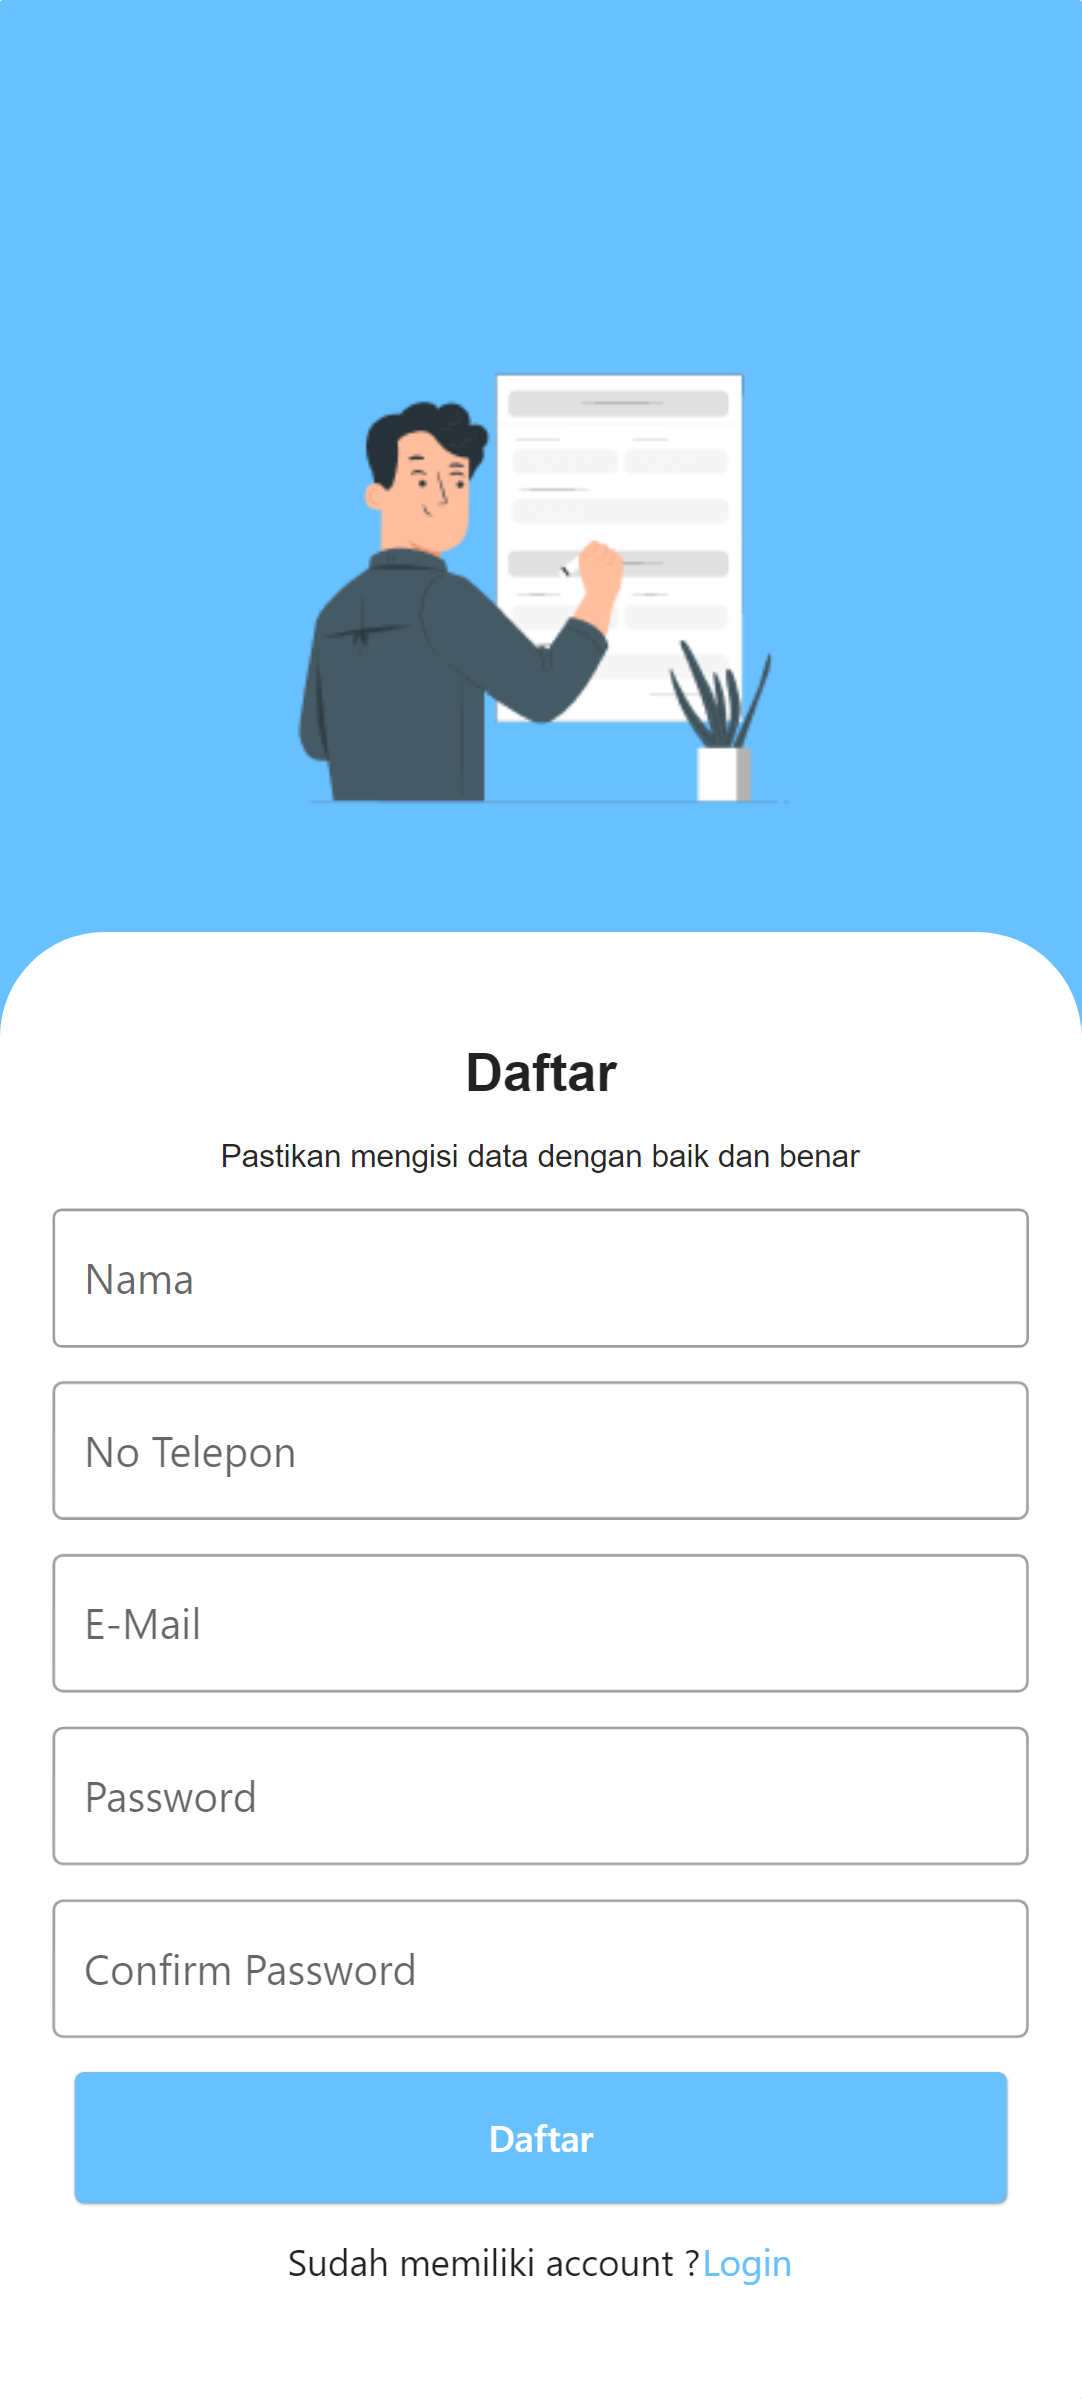 Daftar
Pastikan mengisi data dengan baik dan benar
Nama
No Telepon
E-Mail
Password
Confirm Password
Daftar
Sudah memiliki account ?Login